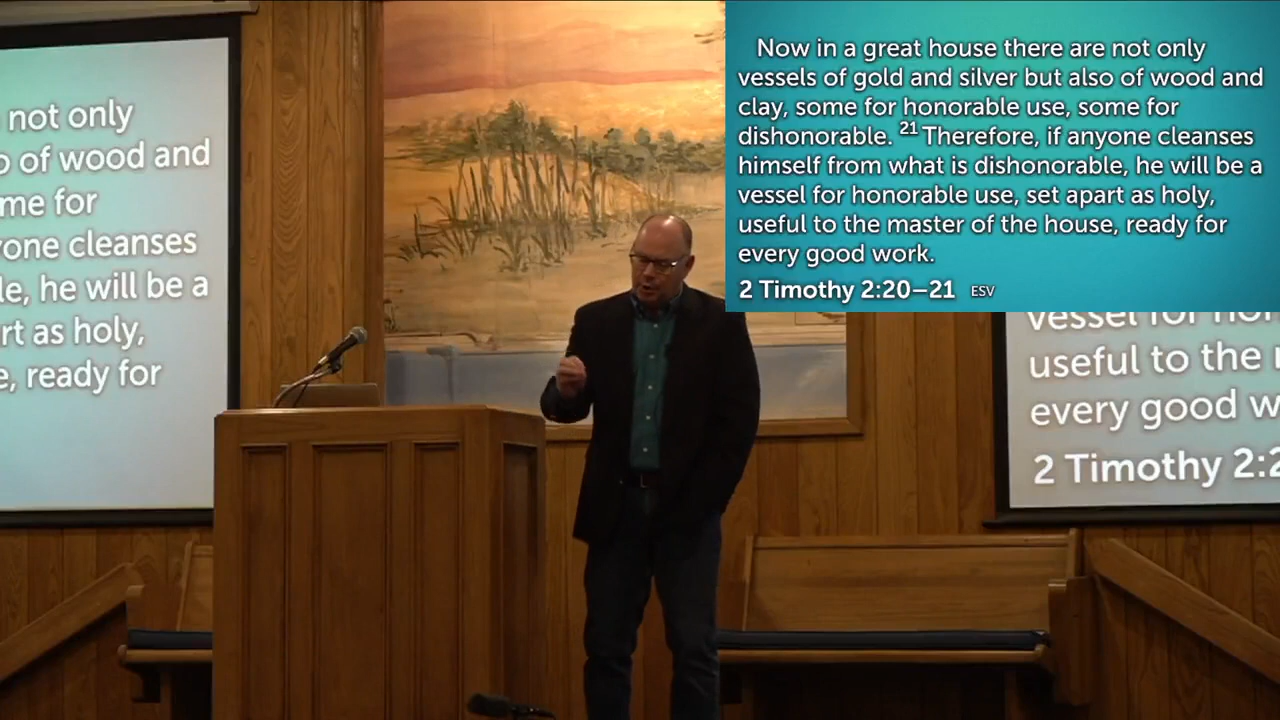 not only
o of wood and
me for
yone cleanses
le, he will be a
rt as holy,
e, ready for
Now in a great house there are not only
vessels of gold and silver but also of wood and
clay, some for honorable use, some for
dishonorable. 21 Therefore, if anyone cleanses
himself from what is dishonorable, he will be a
vessel for honorable use, set apart as holy,
useful to the master of the house, ready for
every good work.
2 Timothy 2:20–21 ESV
vessel for hon
useful to the
every good w
2 Timothy 2:2